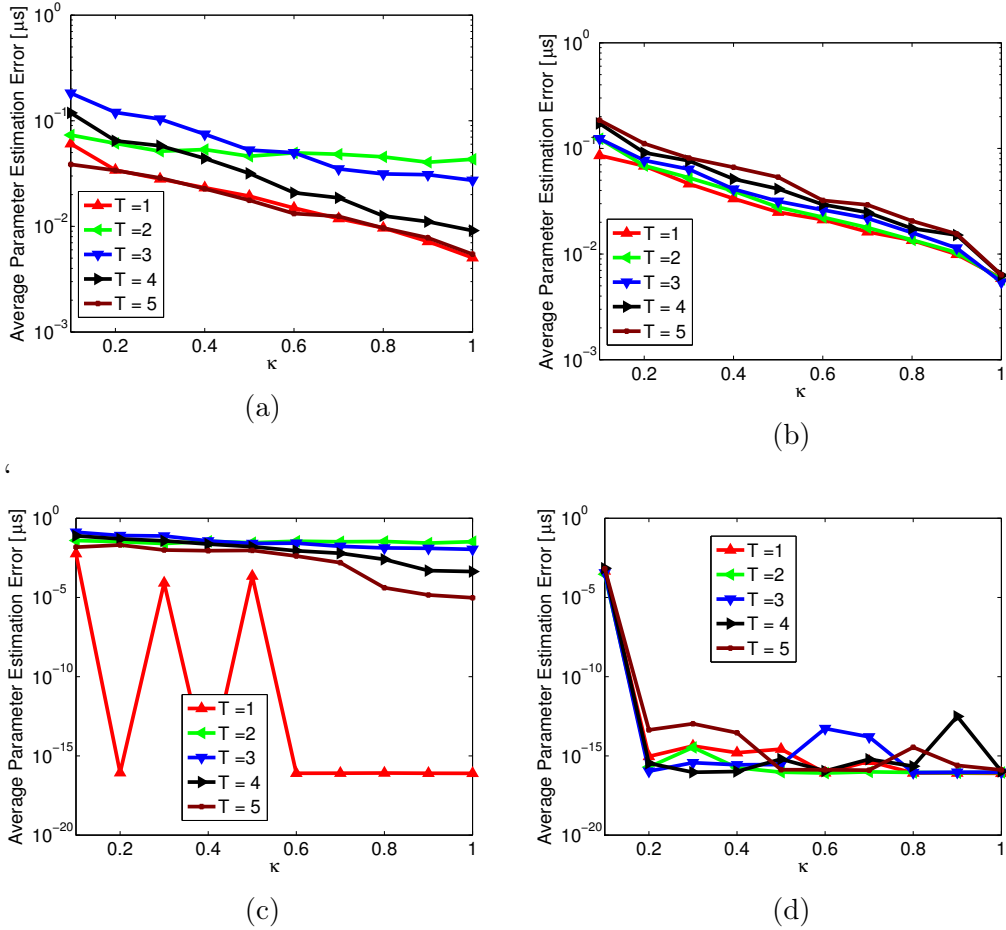 Average Parameter Estimation Error [μs]
10^0
10^-1
10^-2
10^-3
0.2 0.4 0.6 0.8 1
κ
T =1
T =2
T =3
T = 4
T = 5
(a)
Average Parameter Estimation Error [μs]
10^0
10^-1
10^-2
10^-3
0.2 0.4 0.6 0.8 1
κ
T =1
T =2
T =3
T = 4
T = 5
(b)
‘
Average Parameter Estimation Error [μs]
10^0
10^-5
10^-10
10^-15
10^-20
0.2 0.4 0.6 0.8 1
κ
T =1
T =2
T =3
T = 4
T = 5
(c)
Average Parameter Estimation Error [μs]
10^0
10^-5
10^-10
10^-15
10^-20
0.2 0.4 0.6 0.8 1
κ
T =1
T =2
T =3
T = 4
T = 5
(d)